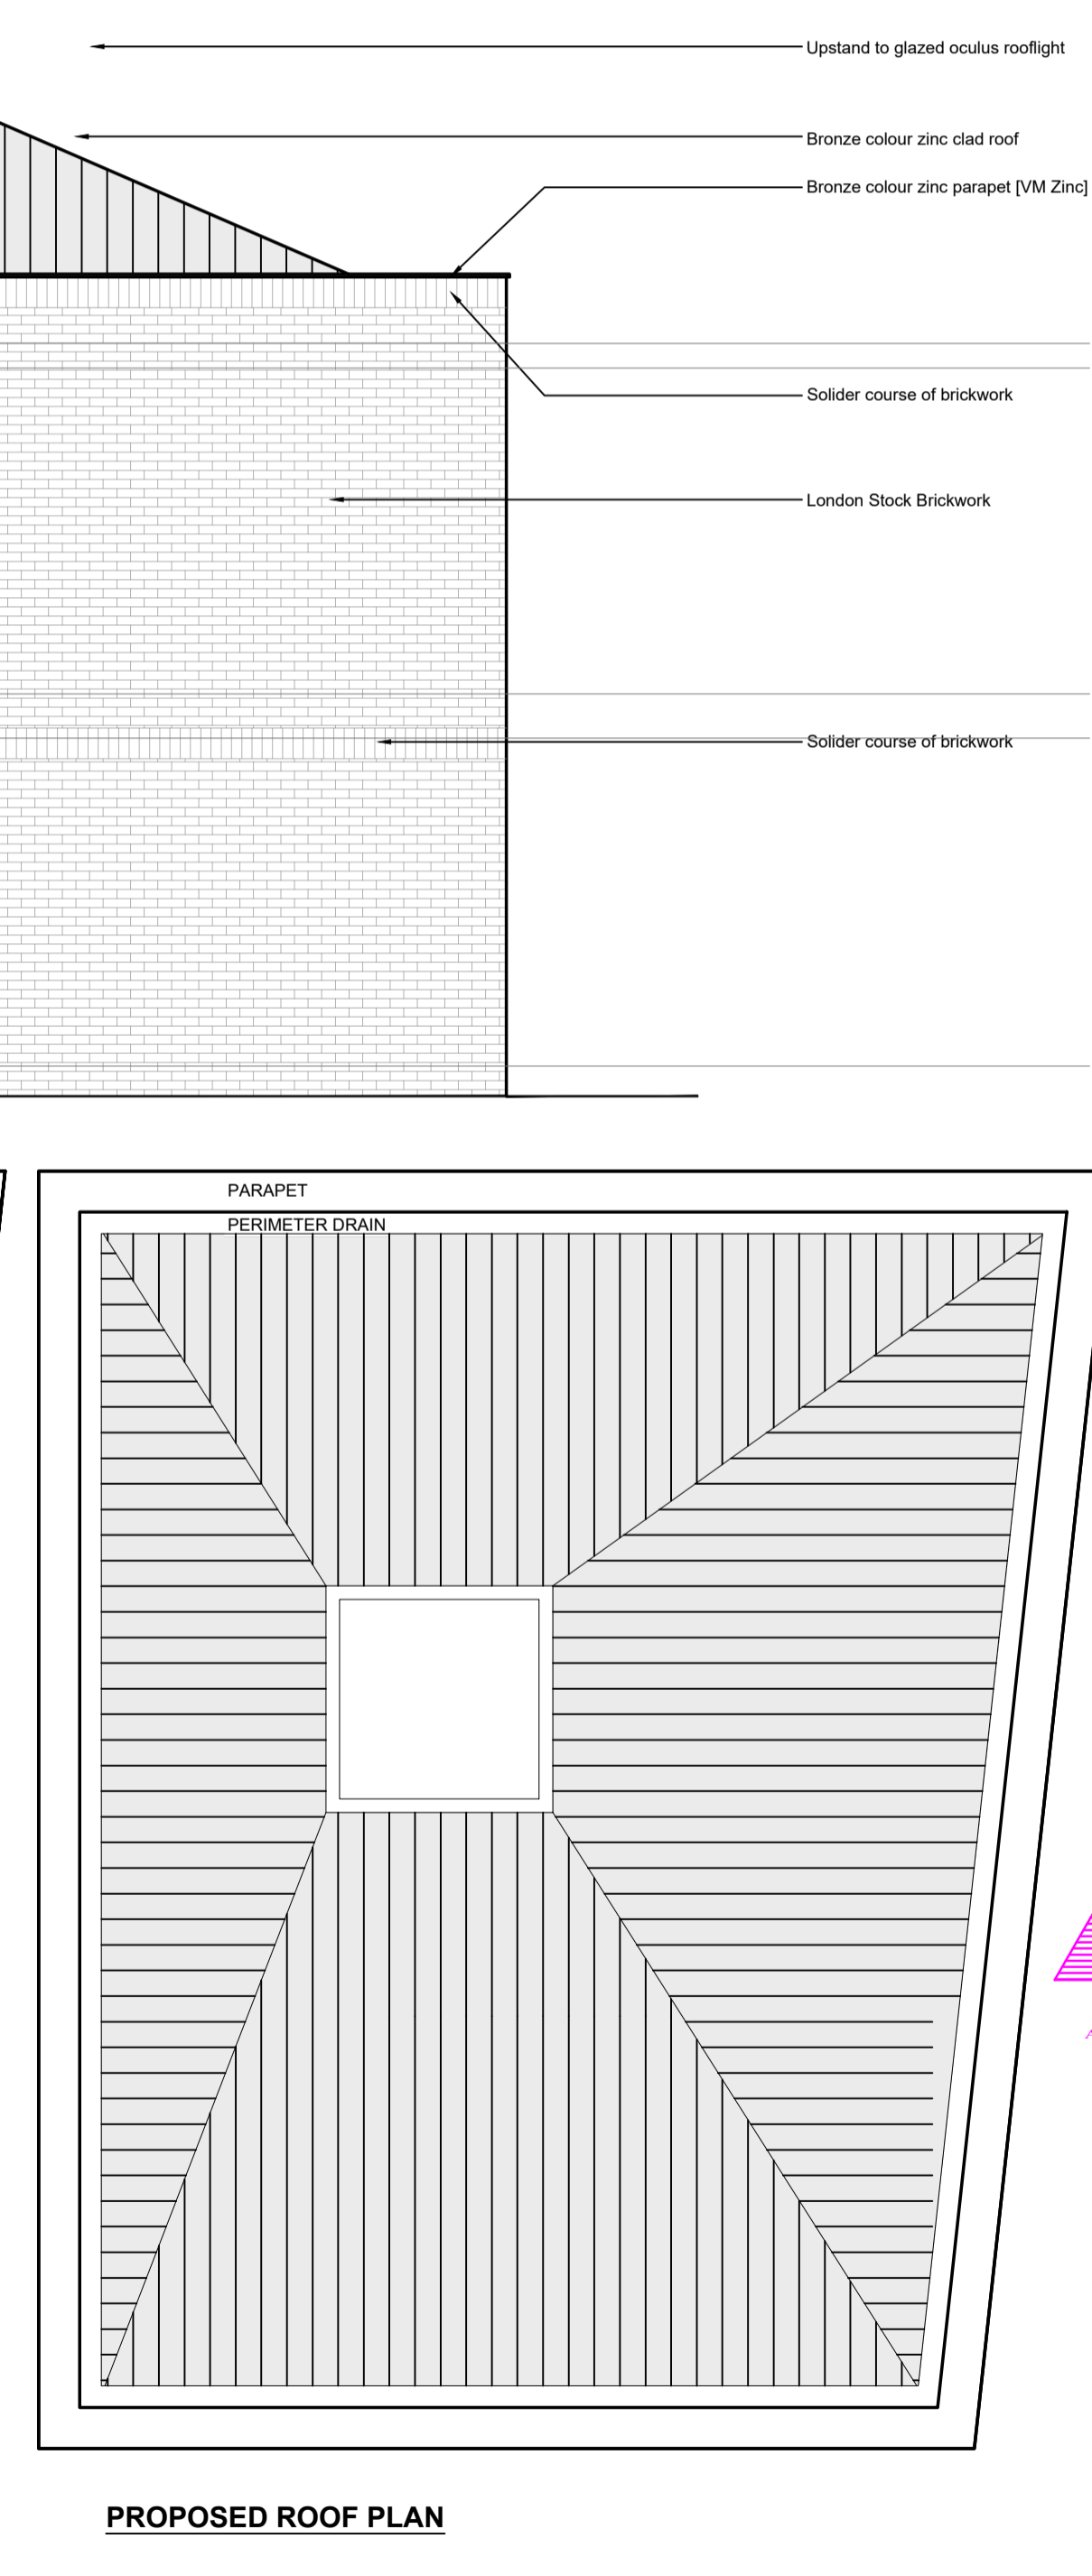 Upstand to glazed oculus rooflight
Bronze colour zinc clad roof
Bronze colour zinc parapet [VM Zinc]
Solider course of brickwork
London Stock Brickwork
Solider course of brickwork
PARAPET
PERIMETER DRAIN
A
PROPOSED ROOF PLAN